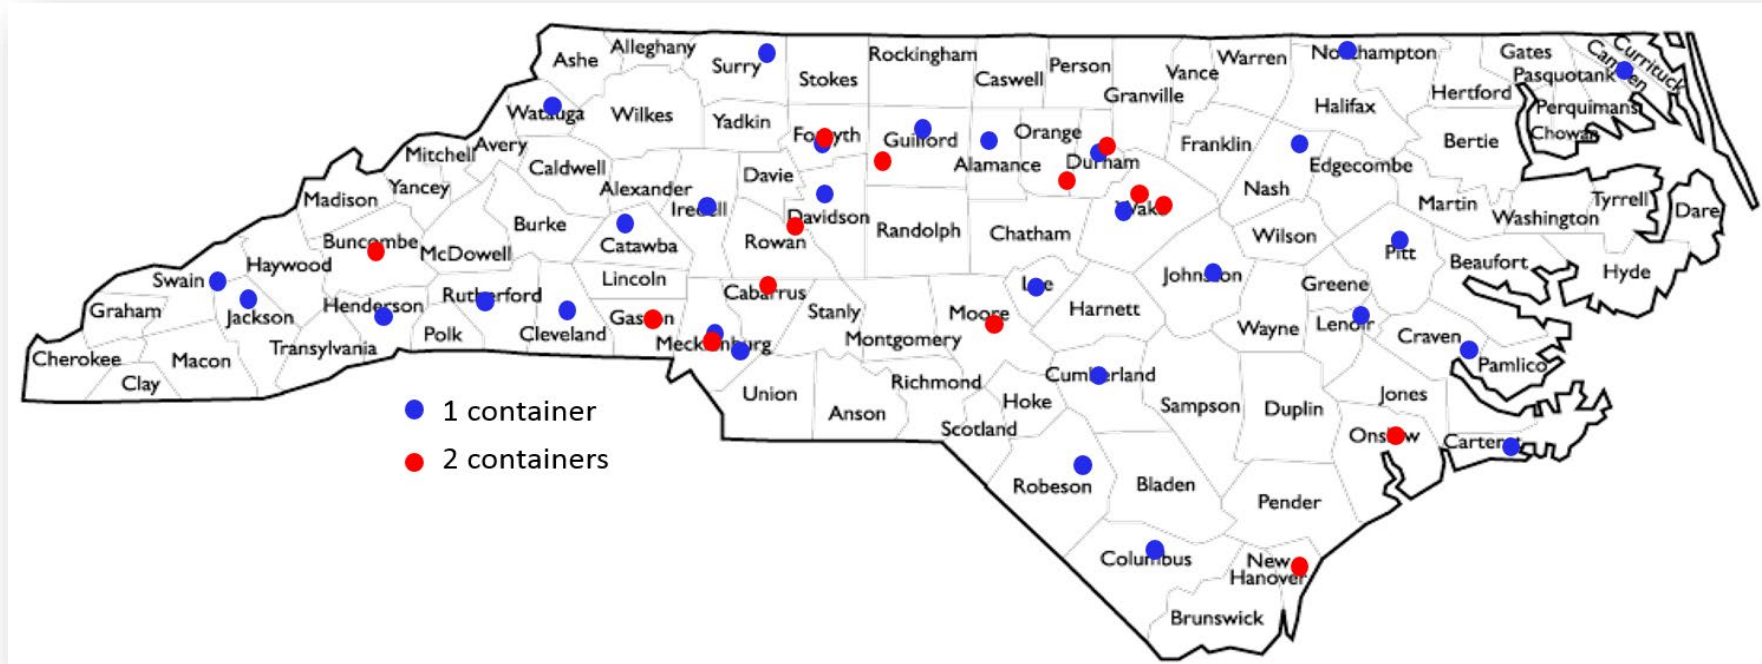 Ashe
Alleghany
Surry
Stokes
Rockingham
Caswell
Person
Granville
Vance
Warren
Northampton
Gates
Currituck
Camden
Pasquotank
Perquimans
Chowan
Hertford
Halifax
Bertie
Watauga
Wilkes
Yadkin
Forsyth
Guilford
Alamance
Orange
Durham
Franklin
Nash
Edgecombe
Martin
Washington
Tyrrell
Dare
Mitchell
Avery
Caldwell
Alexander
Iredell
Davie
Davidson
Randolph
Chatham
Wake
Wilson
Pitt
Beaufort
Hyde
Madison
Yancey
Burke
Catawba
Rowan
Buncombe
McDowell
Haywood
Swain
Graham
Jackson
Henderson
Rutherford
Polk
Cleveland
Lincoln
Gaston
Mecklenburg
Cabarrus
Stanly
Montgomery
Moore
Lee
Harnett
Johnston
Greene
Wayne
Lenoir
Craven
Pamlico
Cherokee
Clay
Macon
Transylvania
Union
Anson
Richmond
Scotland
Hoke
Cumberland
Sampson
Duplin
Jones
Onslow
Carteret
Robeson
Bladen
Pender
Columbus
New
Hanover
Brunswick
1 container
2 containers